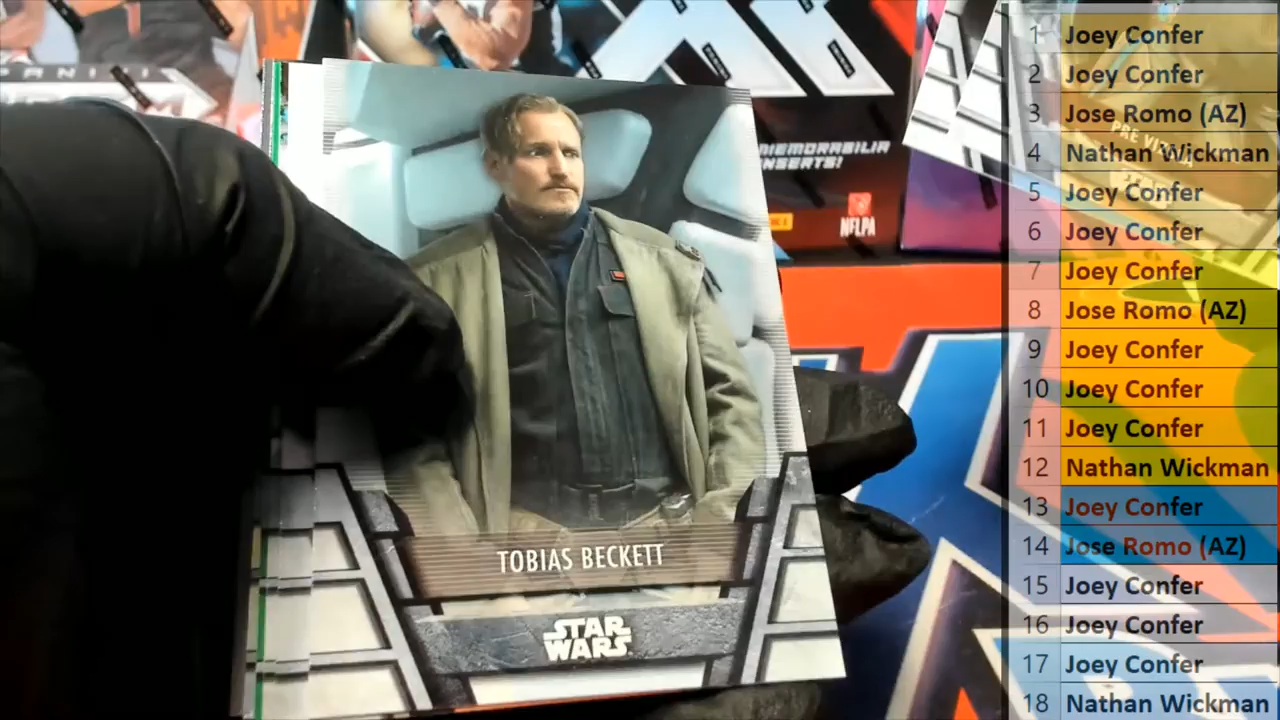 PANINI
MEMORABILIA
INSERTS!
NFLPA
TOBIAS BECKETT
STAR
WARS
1 Joey Confer
2 Joey Confer
3 Jose Romo (AZ)
4 Nathan Wickman
5 Joey Confer
6 Joey Confer
7 Joey Confer
8 Jose Romo (AZ)
9 Joey Confer
10 Joey Confer
11 Joey Confer
12 Nathan Wickman
13 Joey Confer
14 Jose Romo (AZ)
15 Joey Confer
16 Joey Confer
17 Joey Confer
18 Nathan Wickman